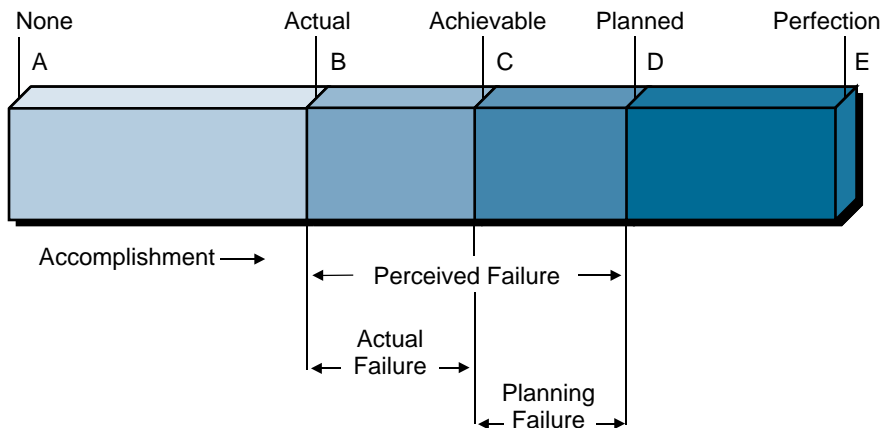 None Actual Achievable Planned Perfection
A B C D E
Accomplishment
Perceived Failure
Actual
Failure
Planning
Failure